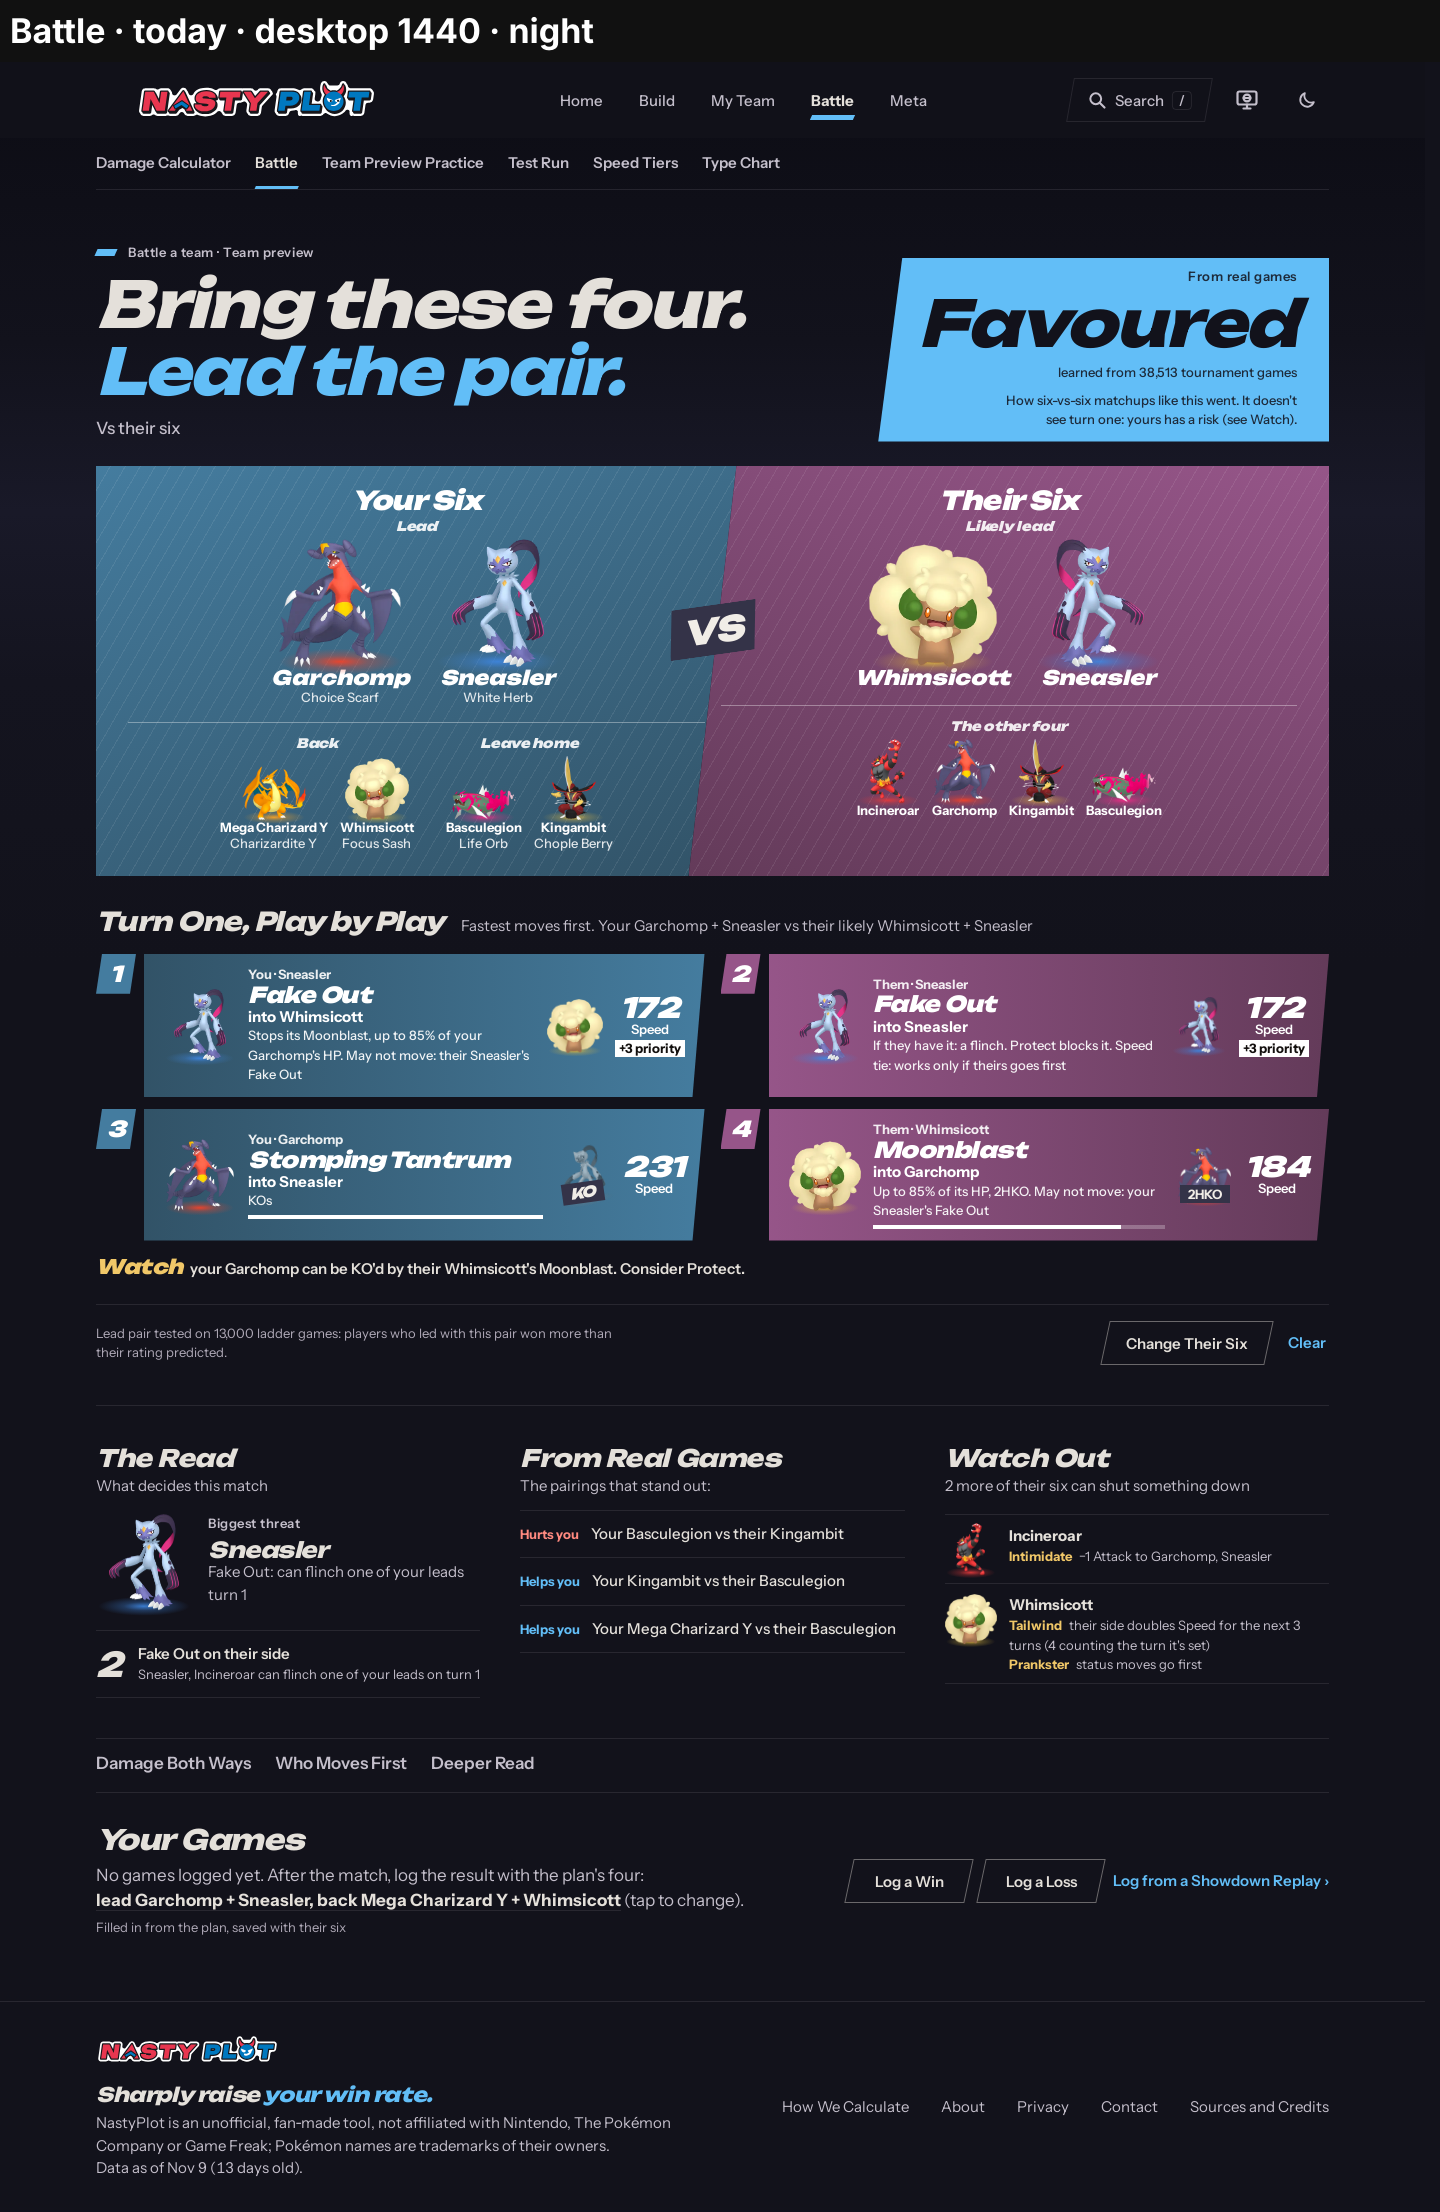 Battle · today · desktop 1440 · night
NASTY PLOT
Home
Build
My Team
Battle
Meta
Search /
Damage Calculator
Battle
Team Preview Practice
Test Run
Speed Tiers
Type Chart
Battle a team · Team preview
Bring these four.
Lead the pair.
Vs their six
From real games
Favoured
learned from 38,513 tournament games
How six-vs-six matchups like this went. It doesn't
see turn one: yours has a risk (see Watch).
Your Six
Lead
Garchomp
Choice Scarf
Sneasler
White Herb
Back
Mega Charizard Y
Charizardite Y
Whimsicott
Focus Sash
Leave home
Basculegion
Life Orb
Kingambit
Chople Berry
VS
Their Six
Likely lead
Whimsicott
Sneasler
The other four
Incineroar
Garchomp
Kingambit
Basculegion
Turn One, Play by Play
Fastest moves first. Your Garchomp + Sneasler vs their likely Whimsicott + Sneasler
1
You · Sneasler
Fake Out
into Whimsicott
Stops its Moonblast, up to 85% of your
Garchomp's HP. May not move: their Sneasler's
Fake Out
172
Speed
+3 priority
2
Them · Sneasler
Fake Out
into Sneasler
If they have it: a flinch. Protect blocks it. Speed
tie: works only if theirs goes first
172
Speed
+3 priority
3
You · Garchomp
Stomping Tantrum
into Sneasler
KOs
KO
231
Speed
4
Them · Whimsicott
Moonblast
into Garchomp
Up to 85% of its HP, 2HKO. May not move: your
Sneasler's Fake Out
2HKO
184
Speed
Watch your Garchomp can be KO'd by their Whimsicott's Moonblast. Consider Protect.
Lead pair tested on 13,000 ladder games: players who led with this pair won more than
their rating predicted.
Change Their Six
Clear
The Read
What decides this match
Biggest threat
Sneasler
Fake Out: can flinch one of your leads
turn 1
2
Fake Out on their side
Sneasler, Incineroar can flinch one of your leads on turn 1
From Real Games
The pairings that stand out:
Hurts you Your Basculegion vs their Kingambit
Helps you Your Kingambit vs their Basculegion
Helps you Your Mega Charizard Y vs their Basculegion
Watch Out
2 more of their six can shut something down
Incineroar
Intimidate −1 Attack to Garchomp, Sneasler
Whimsicott
Tailwind their side doubles Speed for the next 3
turns (4 counting the turn it's set)
Prankster status moves go first
Damage Both Ways
Who Moves First
Deeper Read
Your Games
No games logged yet. After the match, log the result with the plan's four:
lead Garchomp + Sneasler, back Mega Charizard Y + Whimsicott (tap to change).
Filled in from the plan, saved with their six
Log a Win
Log a Loss
Log from a Showdown Replay ›
NASTY PLOT
Sharply raise your win rate.
NastyPlot is an unofficial, fan-made tool, not affiliated with Nintendo, The Pokémon
Company or Game Freak; Pokémon names are trademarks of their owners.
Data as of Nov 9 (13 days old).
How We Calculate
About
Privacy
Contact
Sources and Credits